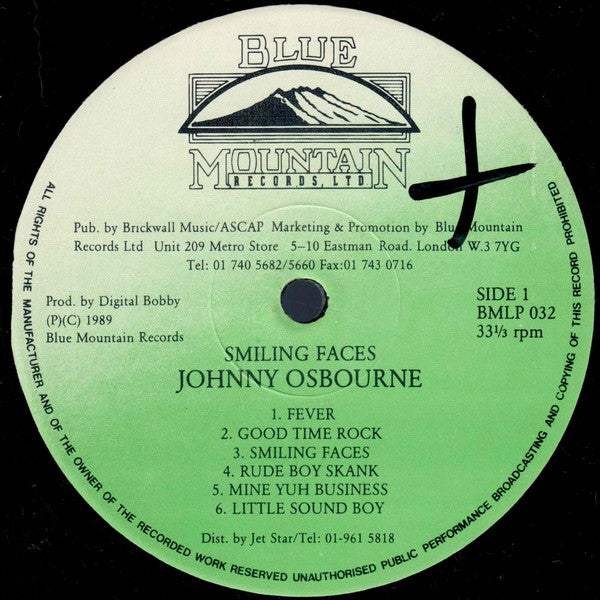 BLUE
MOUNTAIN
RECORDS, LTD
Pub. by Brickwall Music/ASCAP Marketing & Promotion by Blue Mountain
Records Ltd Unit 209 Metro Store 5–10 Eastman Road. London W.3 7YG
Tel: 01 740 5682/5660 Fax:01 743 0716
Prod. by Digital Bobby
(P)(C) 1989
Blue Mountain Records
SIDE 1
BMLP 032
33⅓ rpm
SMILING FACES
JOHNNY OSBOURNE
1. FEVER
2. GOOD TIME ROCK
3. SMILING FACES
4. RUDE BOY SKANK
5. MINE YUH BUSINESS
6. LITTLE SOUND BOY
Dist. by Jet Star/Tel: 01-961 5818
ALL RIGHTS OF THE MANUFACTURER AND OF THE OWNER OF THE RECORDED WORK RESERVED UNAUTHORISED PUBLIC PERFORMANCE BROADCASTING AND COPYING OF THIS RECORD PROHIBITED